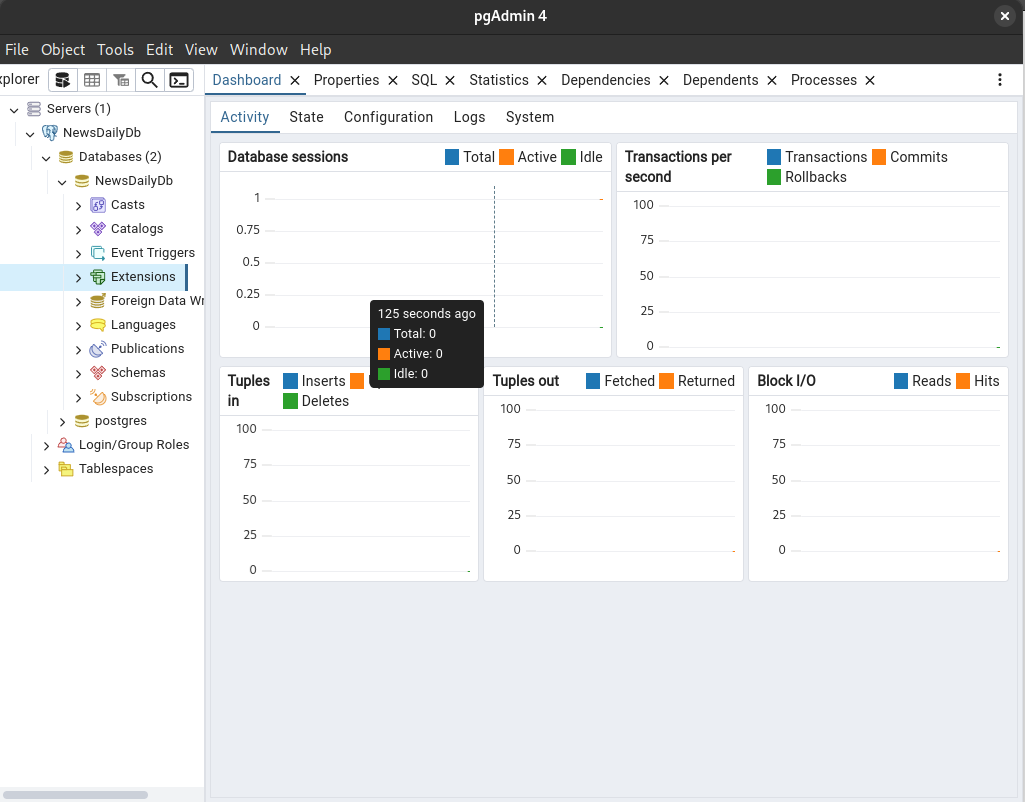 pgAdmin 4
File Object Tools Edit View Window Help
xplorer
Servers (1)
NewsDailyDb
Databases (2)
NewsDailyDb
Casts
Catalogs
Event Triggers
Extensions
Foreign Data Wr
Languages
Publications
Schemas
Subscriptions
postgres
Login/Group Roles
Tablespaces
Dashboard Properties SQL Statistics Dependencies Dependents Processes
Activity State Configuration Logs System
Database sessions Total Active Idle
1
0.75
0.5
0.25
0
125 seconds ago
Total: 0
Active: 0
Idle: 0
Transactions per second Transactions Commits
Rollbacks
100
75
50
25
0
Tuples in Inserts
Deletes
100
75
50
25
0
Tuples out Fetched Returned
100
75
50
25
0
Block I/O Reads Hits
100
75
50
25
0